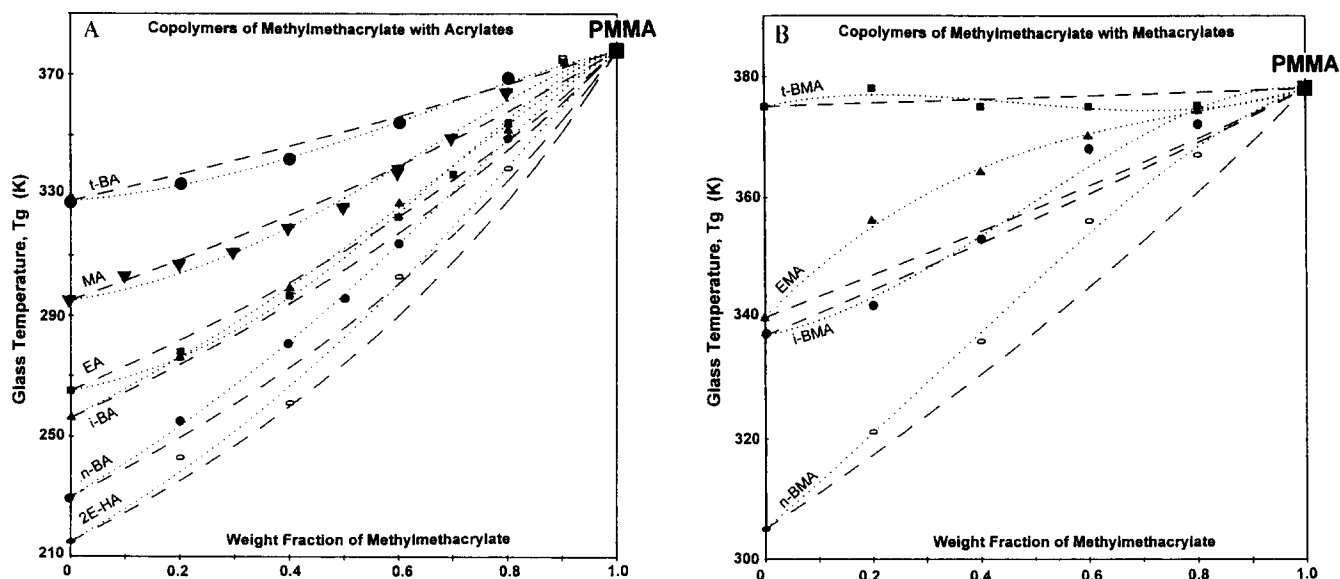 A
Copolymers of Methylmethacrylate with Acrylates
PMMA
370
330
290
250
210
Glass Temperature, Tg (K)
t-BA
MA
EA
i-BA
n-BA
2E-HA
Weight Fraction of Methylmethacrylate
0
0.2
0.4
0.6
0.8
1.0
B
Copolymers of Methylmethacrylate with Methacrylates
PMMA
380
360
340
320
300
Glass Temperature, Tg (K)
t-BMA
EMA
i-BMA
n-BMA
Weight Fraction of Methylmethacrylate
0
0.2
0.4
0.6
0.8
1.0